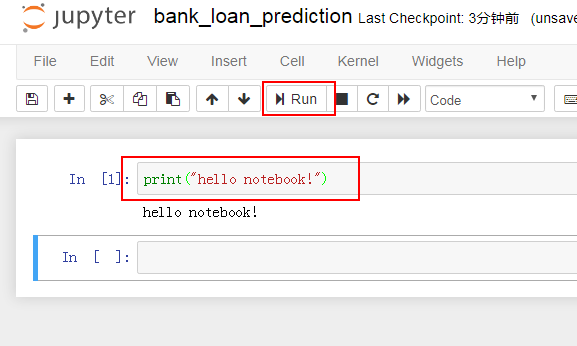 jupyter bank_loan_prediction Last Checkpoint: 3分钟前 (unsave
File Edit View Insert Cell Kernel Widgets Help
Run Code
In [1]: print("hello notebook!")
hello notebook!
In [ ]: